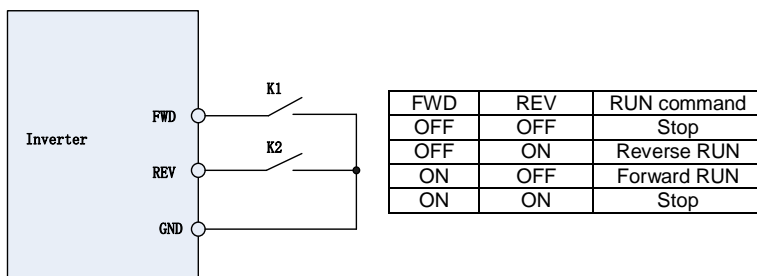 K1
FWD
Inverter
K2
REV
GND
FWD REV RUN command
OFF OFF Stop
OFF ON Reverse RUN
ON OFF Forward RUN
ON ON Stop